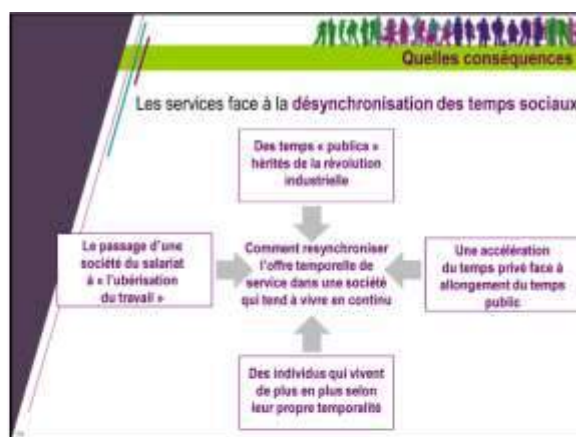 Quelles conséquences
Les services face à la désynchronisation des temps sociaux
Des temps « publica »
hérités de la révolution
industrielle
Le passage d'une
société du salariat
à « l'ubérisation
du travail »
Comment resynchroniser
l'offre temporelle de
service dans une société
qui tend à vivre en continu
Une accélération
du temps privé face à
allongement du temps
public
Des individus qui vivent
de plus en plus selon
leur propre temporalité